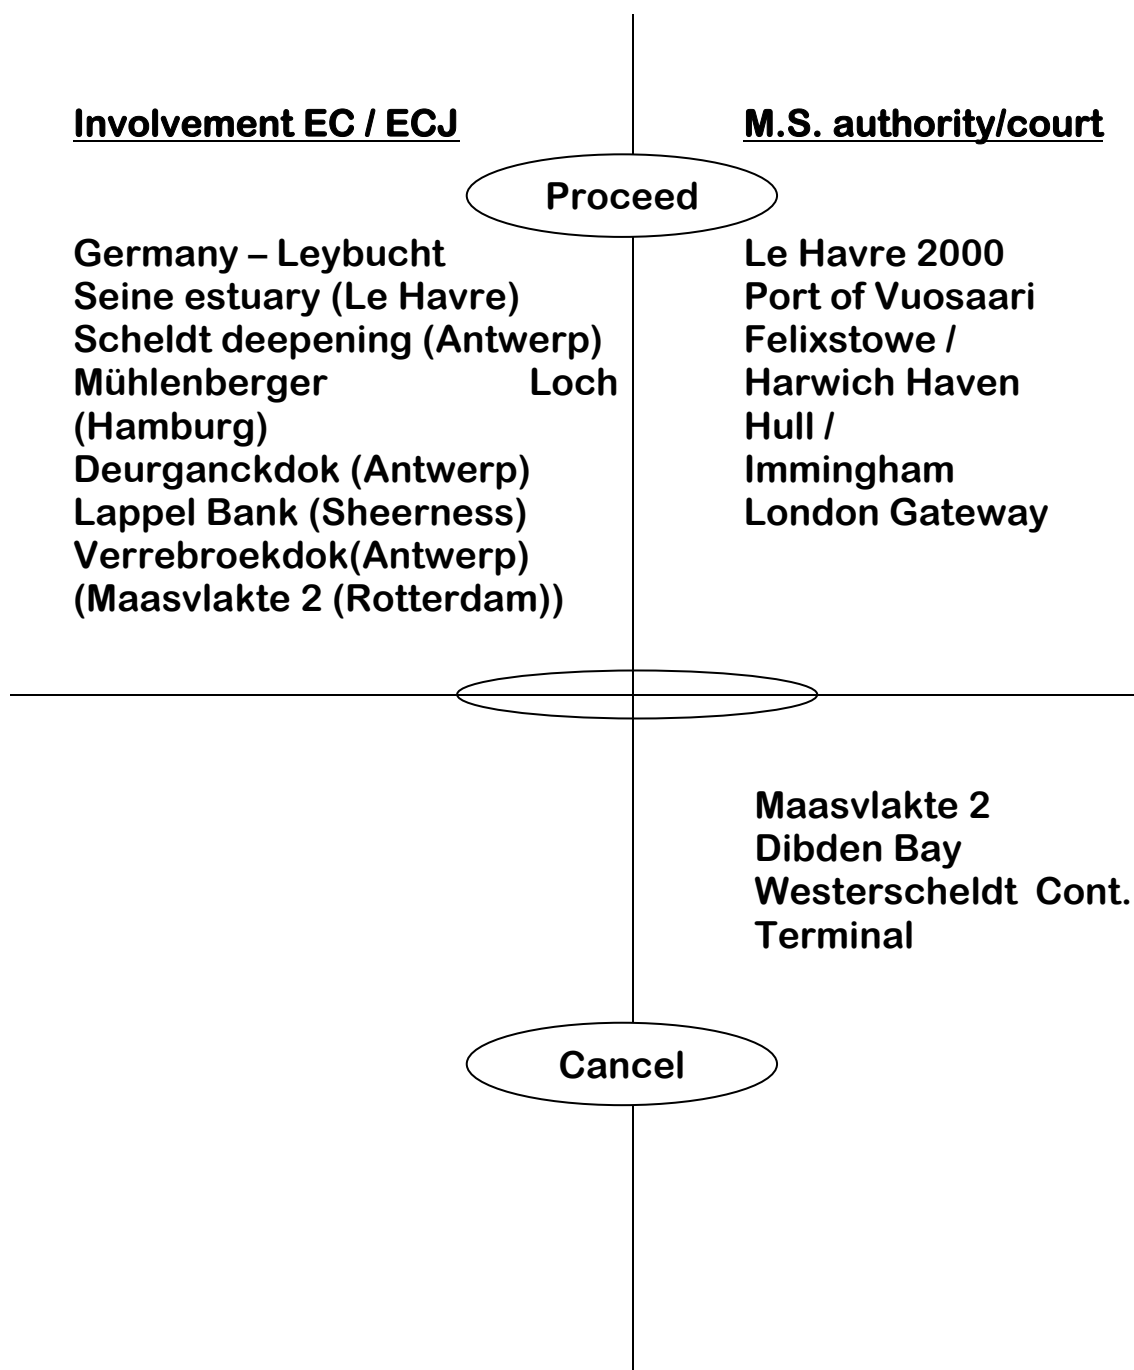 Involvement EC / ECJ
M.S. authority/court
Proceed
Germany – Leybucht
Seine estuary (Le Havre)
Scheldt deepening (Antwerp)
Mühlenberger Loch
(Hamburg)
Deurganckdok (Antwerp)
Lappel Bank (Sheerness)
Verrebroekdok(Antwerp)
(Maasvlakte 2 (Rotterdam))
Le Havre 2000
Port of Vuosaari
Felixstowe /
Harwich Haven
Hull /
Immingham
London Gateway
Maasvlakte 2
Dibden Bay
Westerscheldt Cont.
Terminal
Cancel